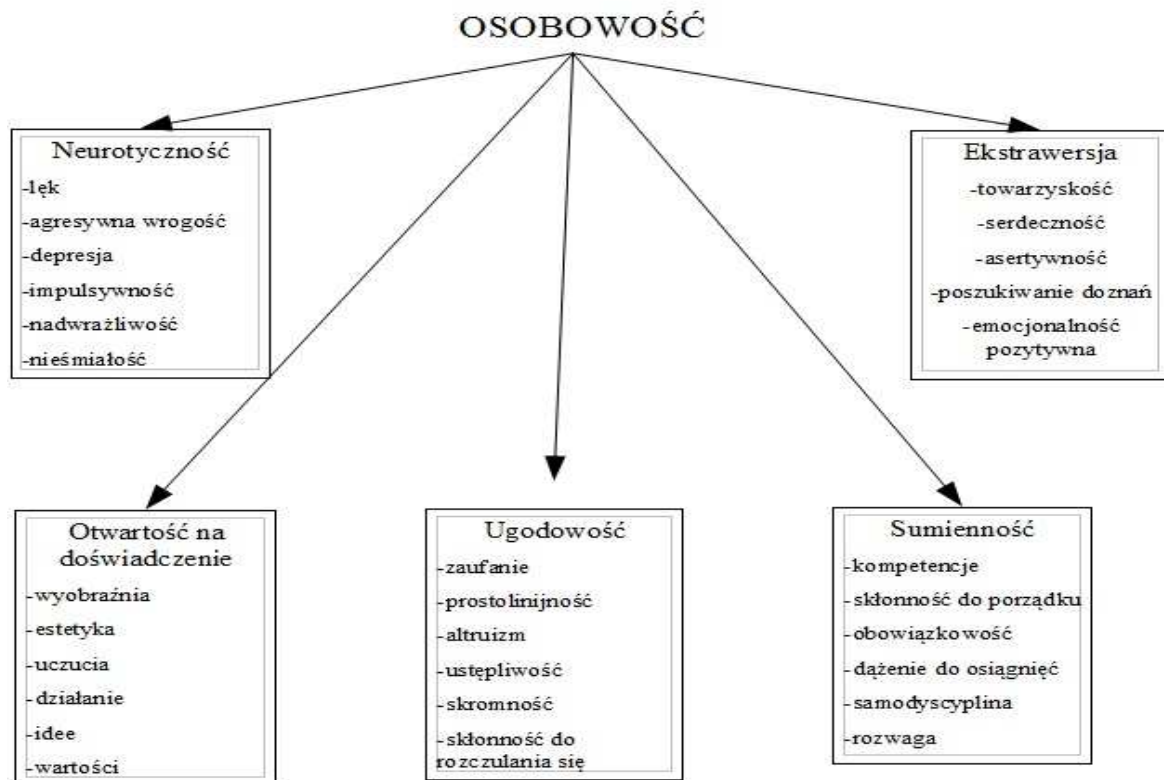 OSOBOWOŚĆ
Neurotyczność
-lęk
-agresywna wrogość
-depresja
-impulsywność
-nadwrażliwość
-nieśmiałość
Ekstrawersja
-towarzyskość
-serdeczność
-asertywność
-poszukiwanie doznań
-emocjonalność
pozytywna
Otwartość na
doświadczenie
-wyobraźnia
-estetyka
-uczucia
-działanie
-idee
-wartości
Ugodowość
-zaufanie
-prostolinijność
-altruizm
-ustępliwość
-skromność
-skłonność do
rozczulania się
Sumienność
-kompetencje
-skłonność do porządku
-obowiązkowość
-dążenie do osiągnięć
-samodyscyplina
-rozwaga